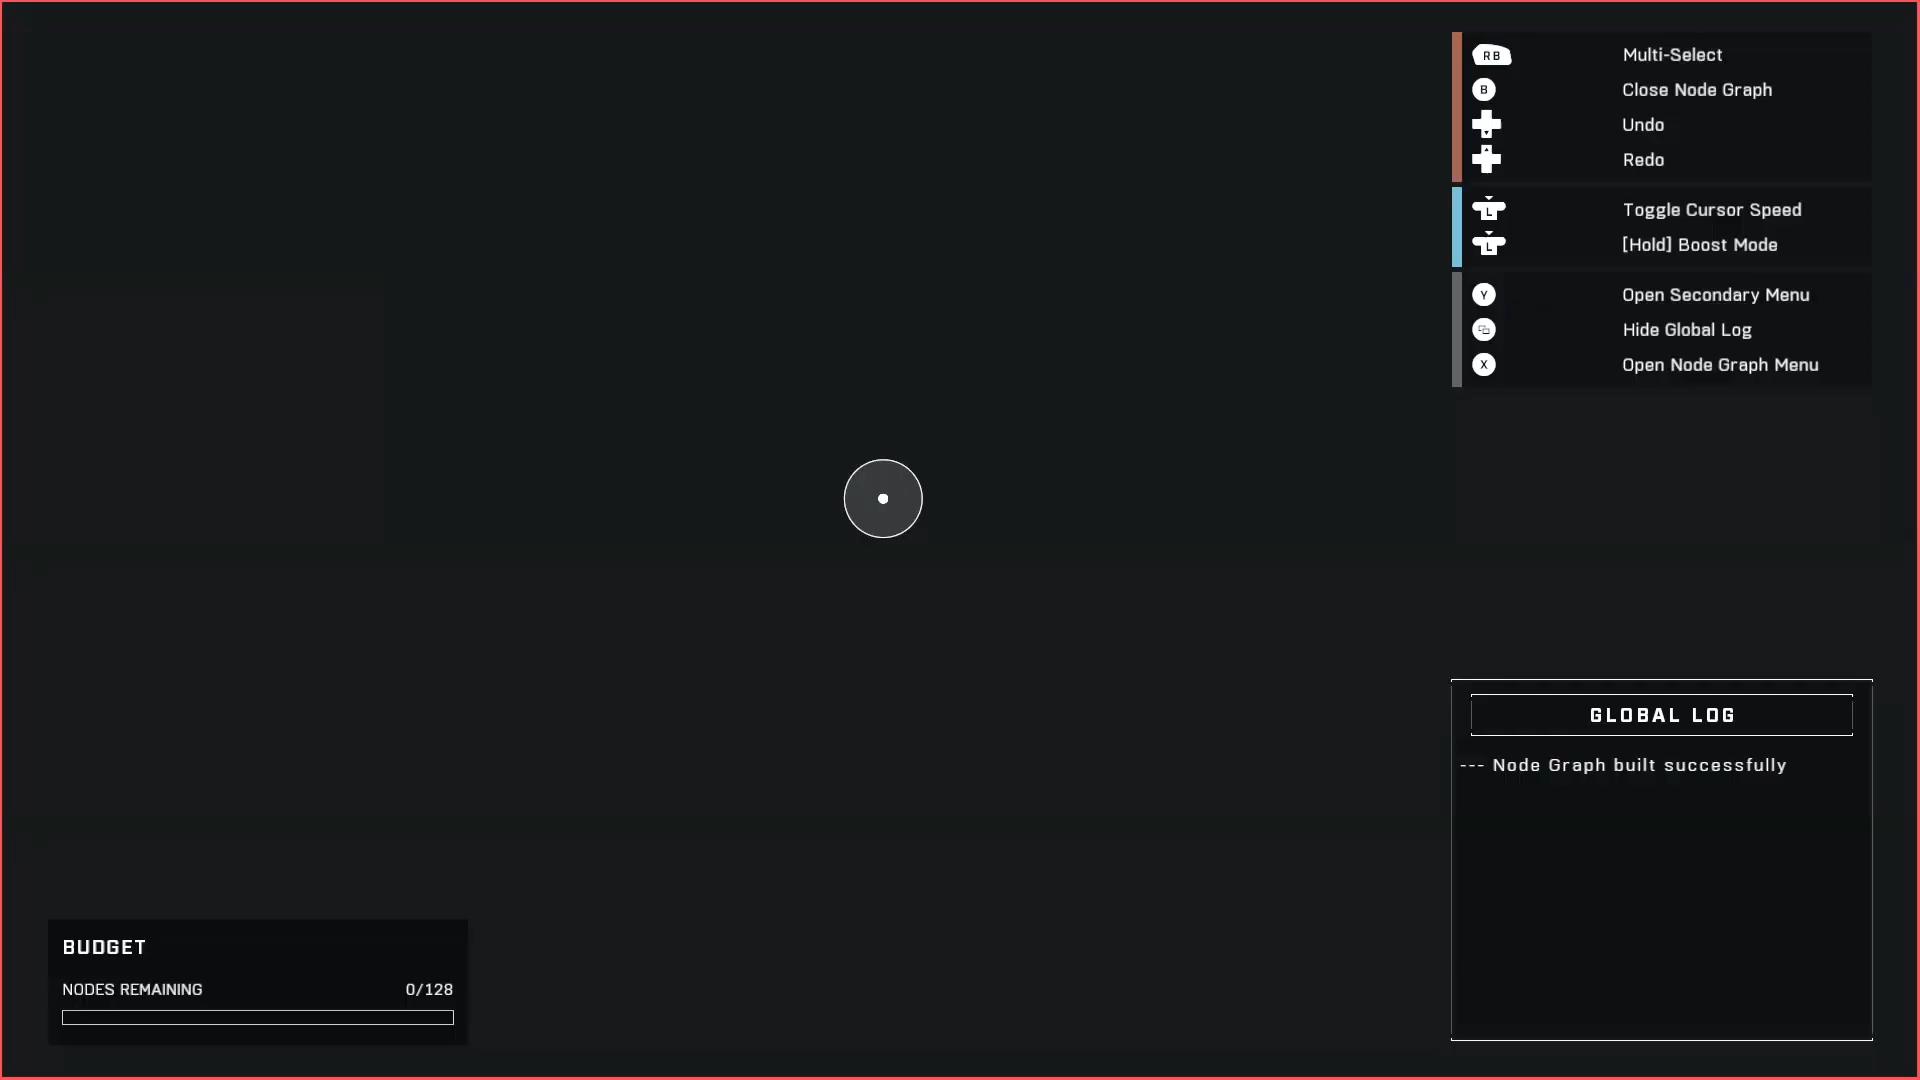 RB Multi-Select
B Close Node Graph
Undo
Redo
L Toggle Cursor Speed
L [Hold] Boost Mode
Y Open Secondary Menu
Hide Global Log
X Open Node Graph Menu
GLOBAL LOG
--- Node Graph built successfully
BUDGET
NODES REMAINING 0/128